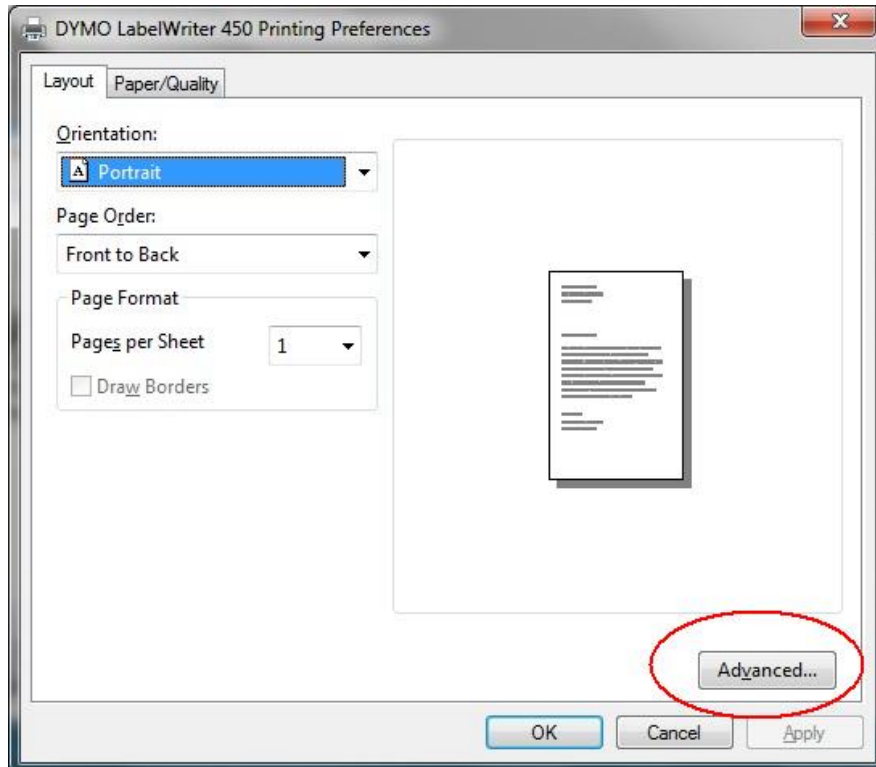 DYMO LabelWriter 450 Printing Preferences
Layout Paper/Quality
Orientation:
A Portrait
Page Order:
Front to Back
Page Format
Pages per Sheet 1
Draw Borders
Advanced...
OK Cancel Apply